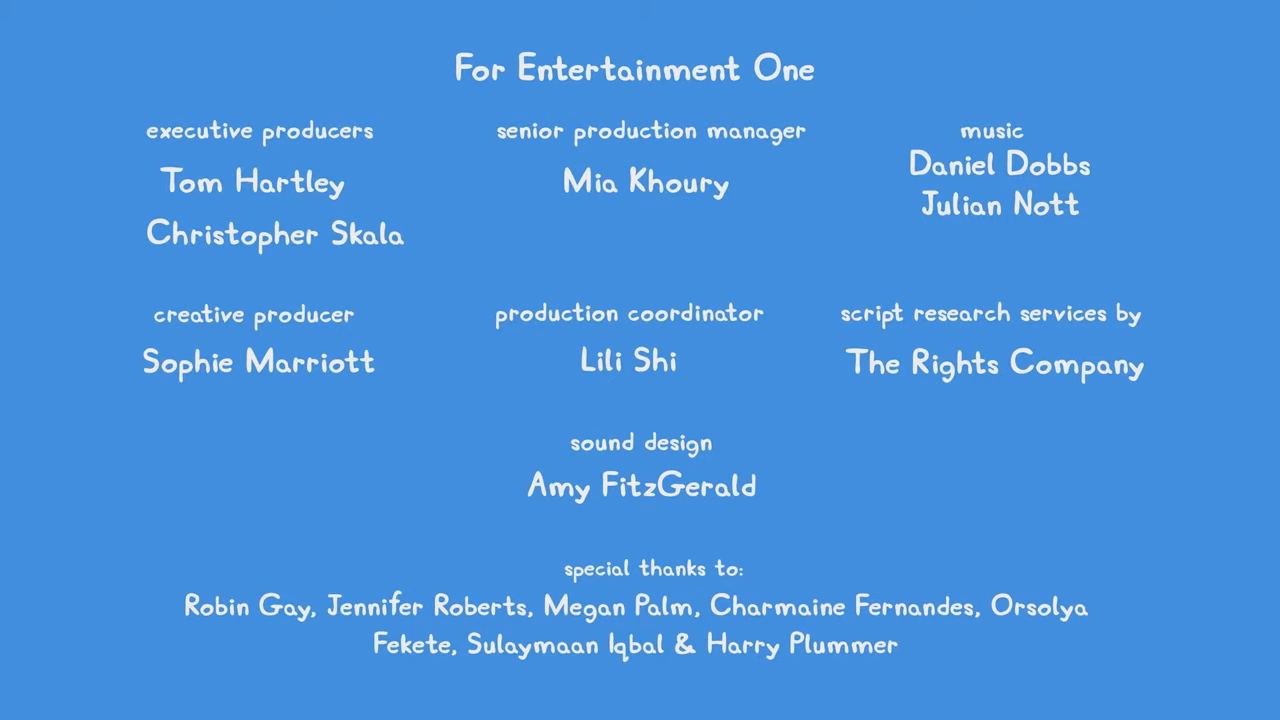 For Entertainment One
executive producers
Tom Hartley
Christopher Skala
senior production manager
Mia Khoury
music
Daniel Dobbs
Julian Nott
creative producer
Sophie Marriott
production coordinator
Lili Shi
script research services by
The Rights Company
sound design
Amy FitzGerald
special thanks to:
Robin Gay, Jennifer Roberts, Megan Palm, Charmaine Fernandes, Orsolya
Fekete, Sulaymaan Iqbal & Harry Plummer